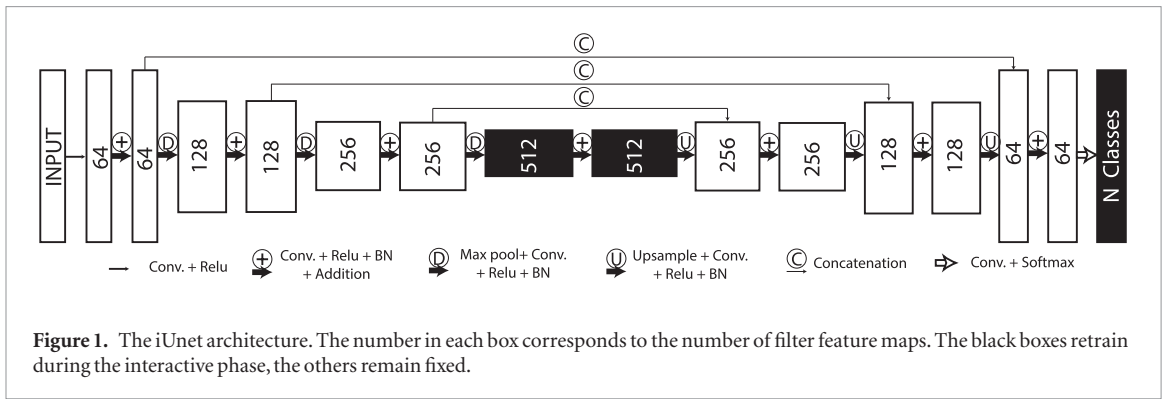 C
C
C
INPUT
64
+
64
D
128
+
128
D
256
+
256
D
512
+
512
U
256
+
256
U
128
+
128
U
64
+
64
N Classes
Conv. + Relu
+ Conv. + Relu + BN
+ Addition
D Max pool+ Conv.
+ Relu + BN
U Upsample + Conv.
+ Relu + BN
C Concatenation
Conv. + Softmax
Figure 1. The iUnet architecture. The number in each box corresponds to the number of filter feature maps. The black boxes retrain
during the interactive phase, the others remain fixed.